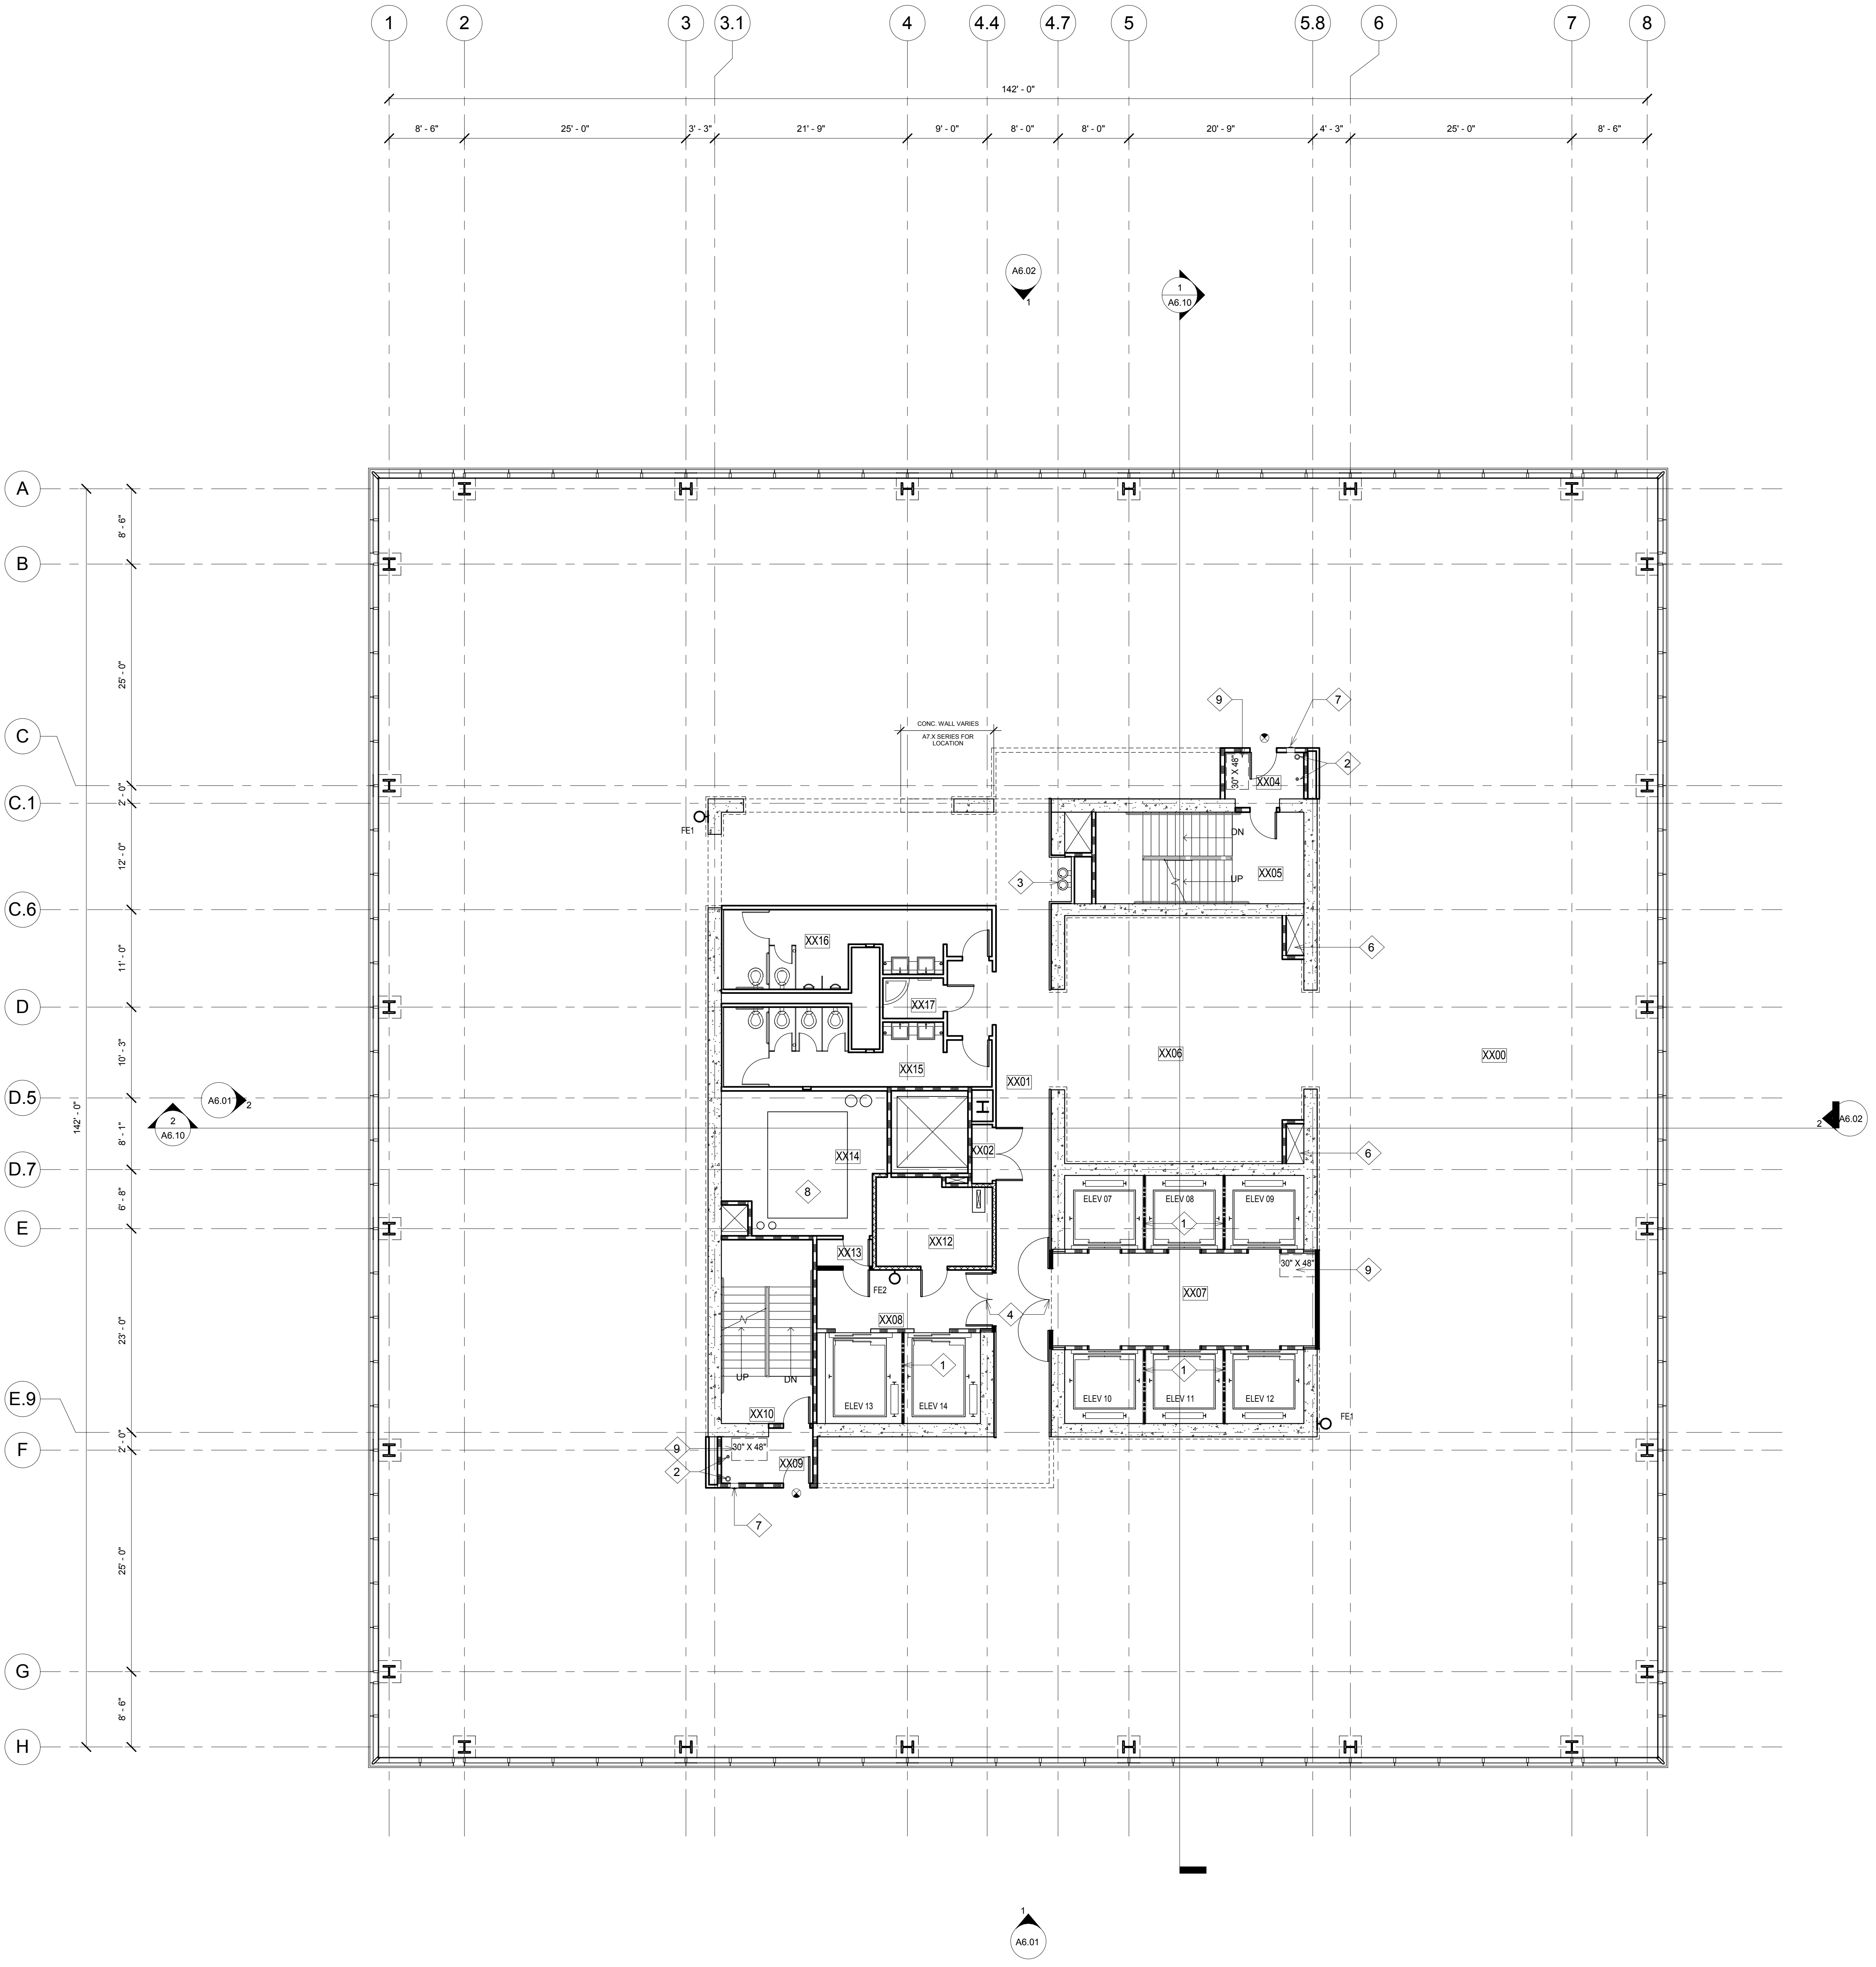 1 2 3 3.1 4 4.4 4.7 5 5.8 6 7 8
142' - 0"
8' - 6" 25' - 0" 3' - 3" 21' - 9" 9' - 0" 8' - 0" 8' - 0" 20' - 9" 4' - 3" 25' - 0" 8' - 6"
A6.02
1
1
A6.10
A
8' - 6"
B
25' - 0"
C
2' - 0"
C.1
12' - 0"
C.6
11' - 0"
D
10' - 3"
D.5
8' - 1"
D.7
6' - 8"
E
23' - 0"
E.9
2' - 0"
F
25' - 0"
G
8' - 6"
H
142' - 0"
9 7
CONC. WALL VARIES
A7.X SERIES FOR
LOCATION
30" X 48"
XX04
2
FE1
DN
3
UP
XX05
XX16
6
XX17
XX06
XX00
XX15
XX01
A6.01
2
2
A6.10
2
A6.02
XX02
XX14
6
8
ELEV 07
ELEV 08
ELEV 09
1
XX12
XX13
30" X 48"
9
FE2
XX07
4
XX08
1
1
UP
DN
ELEV 13
ELEV 14
ELEV 10
ELEV 11
ELEV 12
XX10
FE1
9
30" X 48"
2
XX09
7
1
A6.01